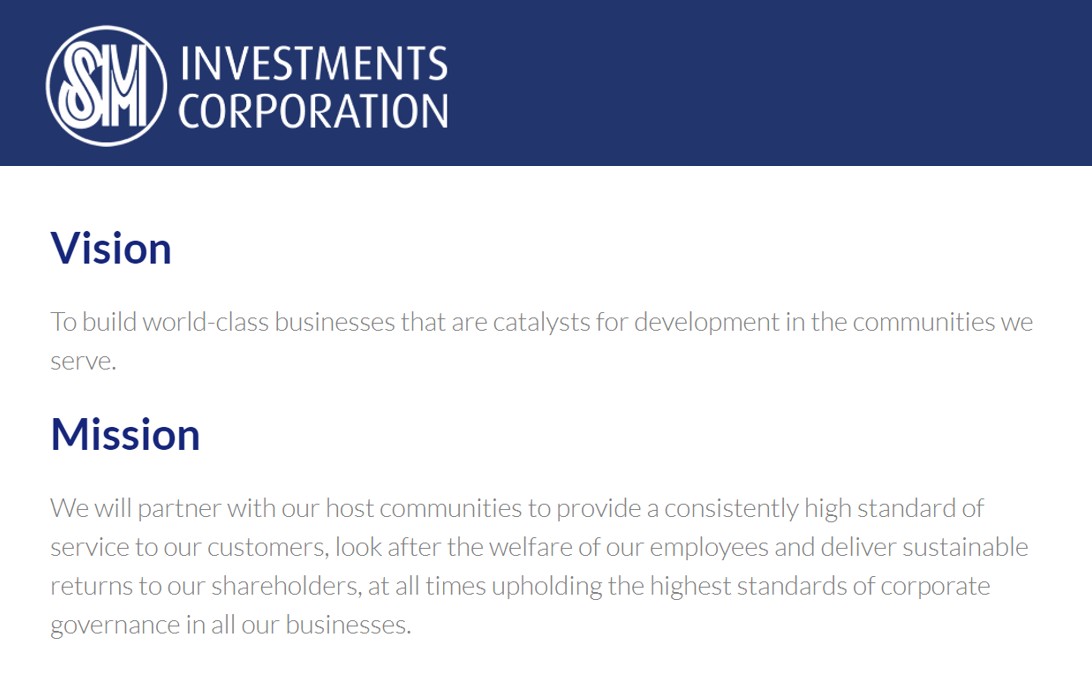 SM INVESTMENTS
CORPORATION
Vision
To build world-class businesses that are catalysts for development in the communities we
serve.
Mission
We will partner with our host communities to provide a consistently high standard of
service to our customers, look after the welfare of our employees and deliver sustainable
returns to our shareholders, at all times upholding the highest standards of corporate
governance in all our businesses.